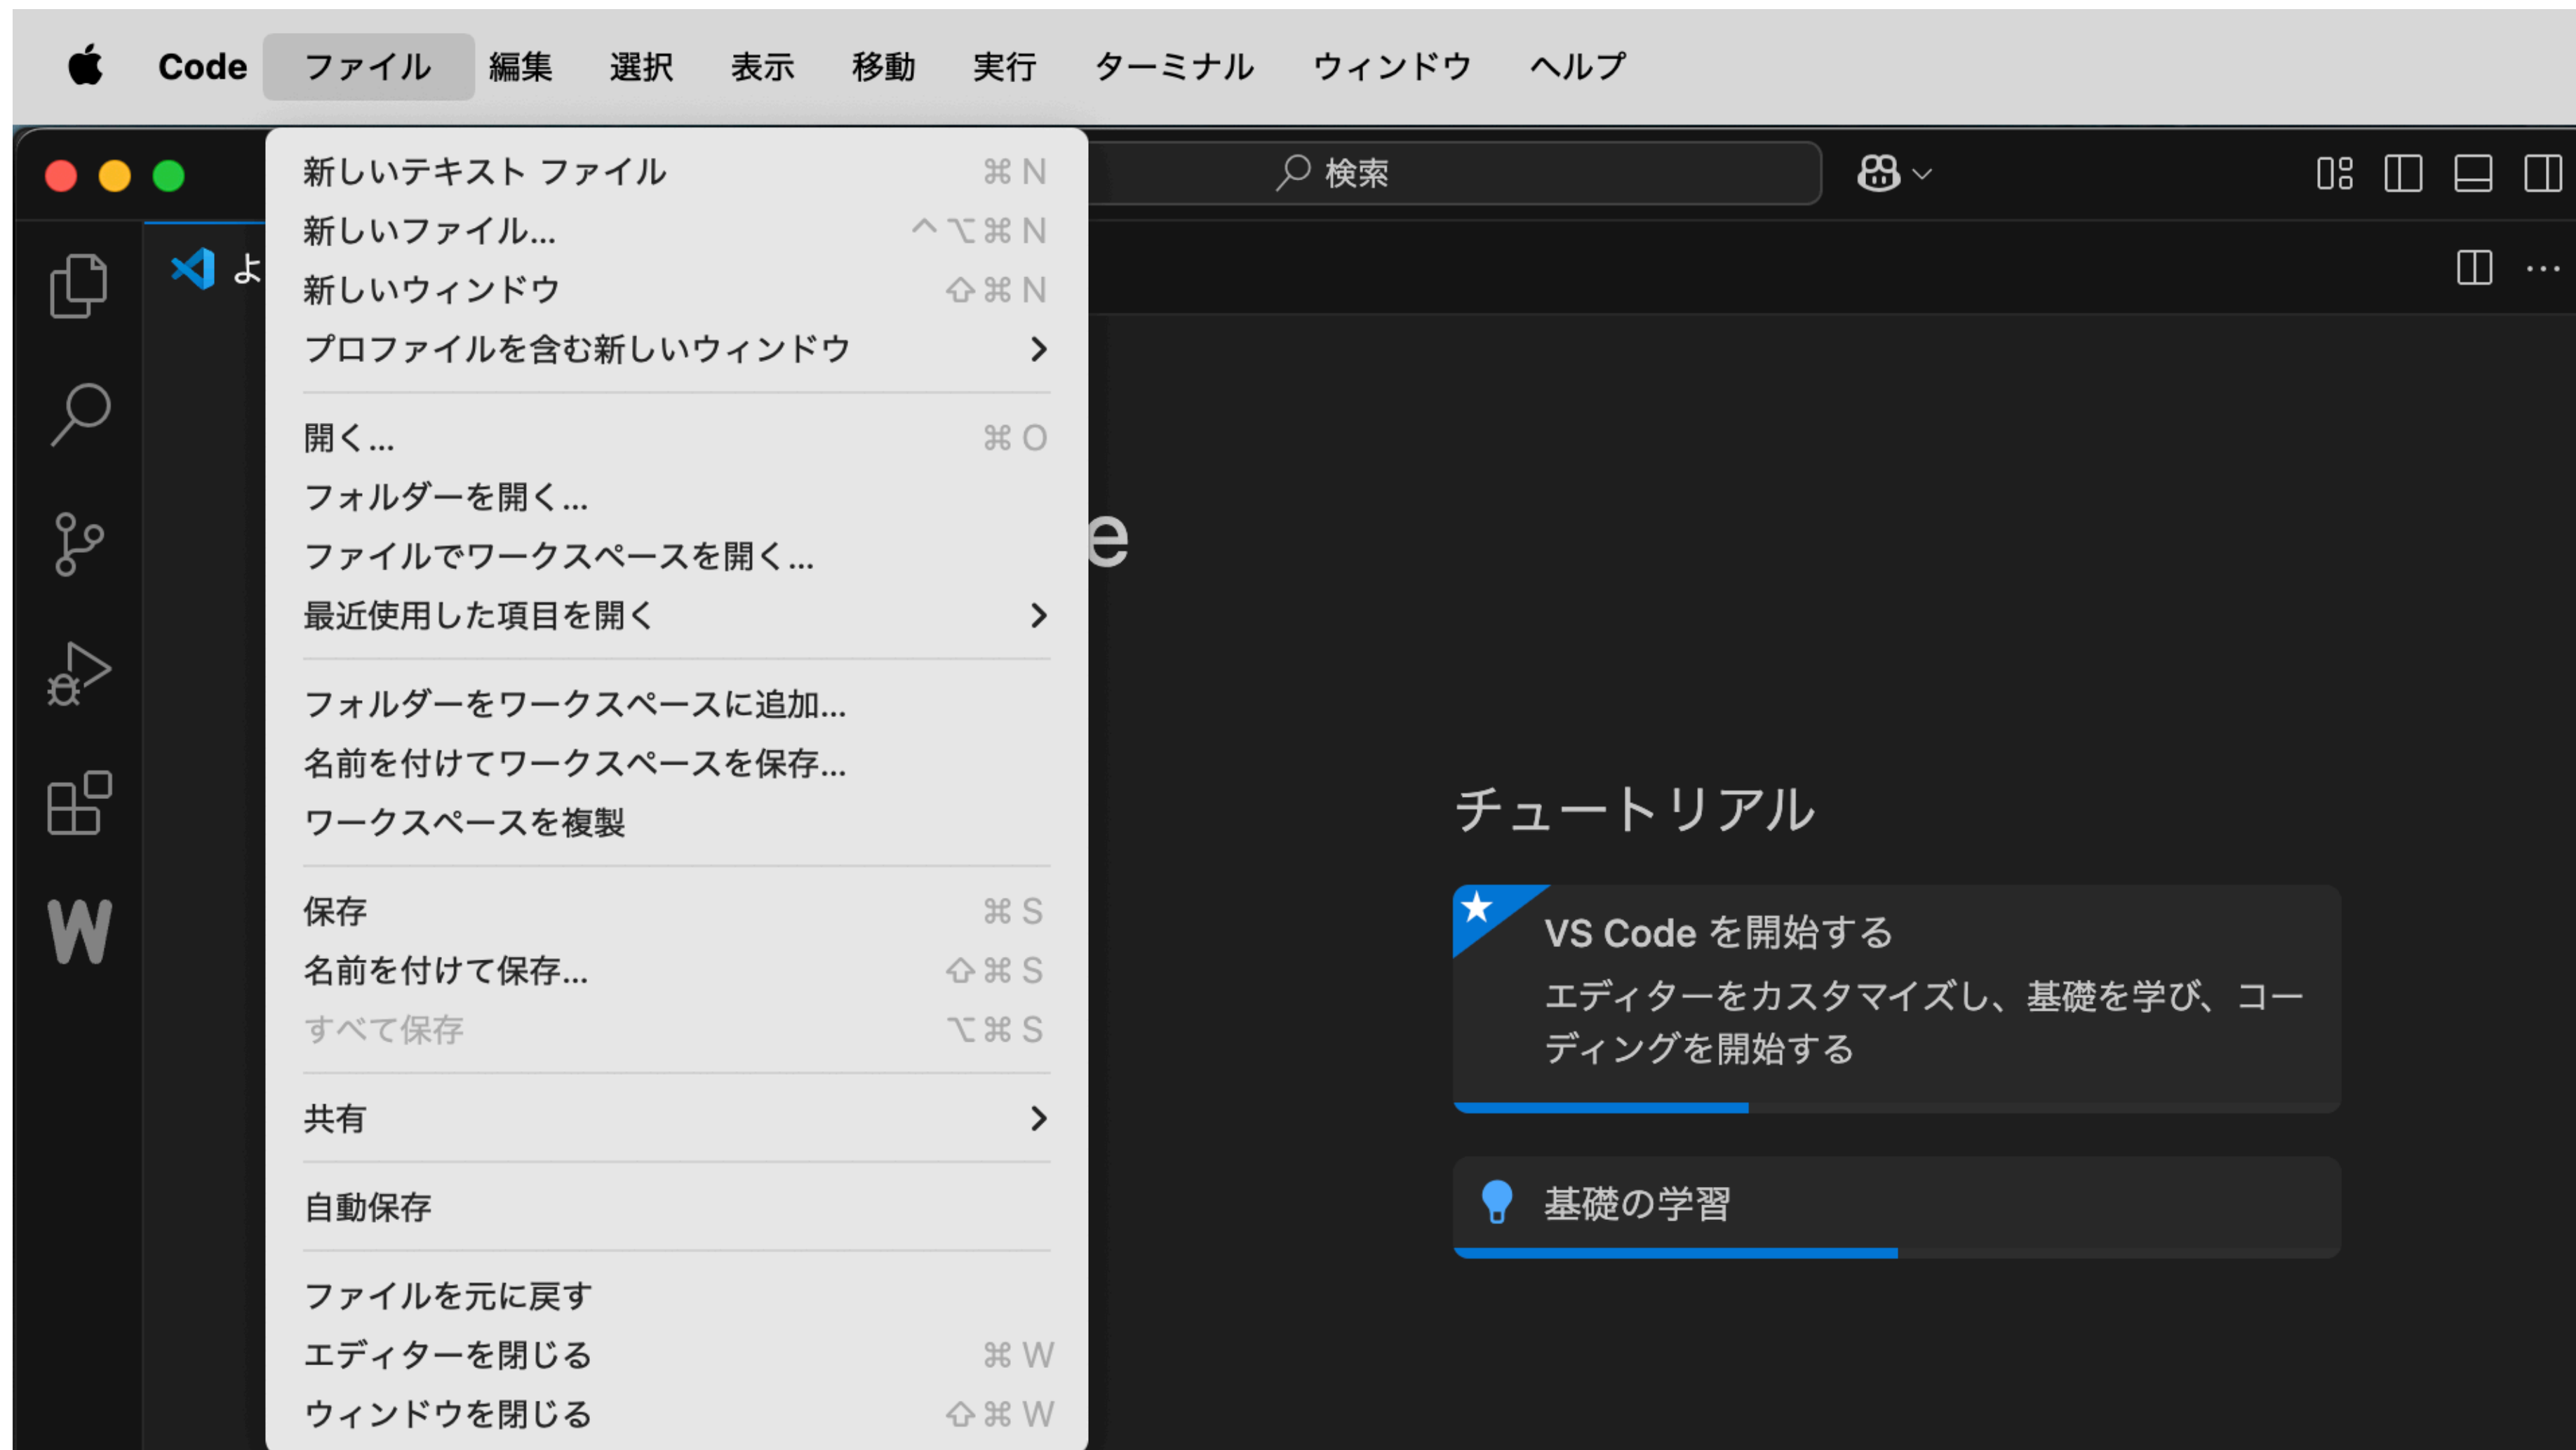 Code ファイル 編集 選択 表示 移動 実行 ターミナル ウィンドウ ヘルプ
検索
よ
新しいテキスト ファイル ⌘ N
新しいファイル... ^⌥⌘ N
新しいウィンドウ ⇧⌘ N
プロファイルを含む新しいウィンドウ
開く... ⌘ O
フォルダーを開く...
ファイルでワークスペースを開く...
最近使用した項目を開く
フォルダーをワークスペースに追加...
名前を付けてワークスペースを保存...
ワークスペースを複製
保存 ⌘ S
名前を付けて保存... ⇧⌘ S
すべて保存 ⌥⌘ S
共有
自動保存
ファイルを元に戻す
エディターを閉じる ⌘ W
ウィンドウを閉じる ⇧⌘ W
e
チュートリアル
VS Code を開始する
エディターをカスタマイズし、基礎を学び、コー
ディングを開始する
基礎の学習
W